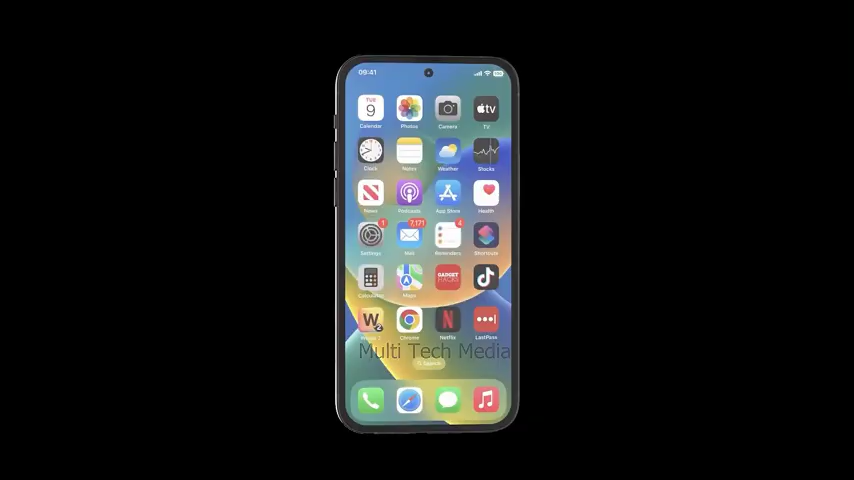 09:41
TUE
9
Calendar
Photos
Camera
tv
TV
Clock
Notes
Weather
Stocks
News
Podcasts
App Store
Health
1
7,171
4
Settings
Mail
Reminders
Shortcuts
Calculator
Maps
GADGET
HACKS
W
2
Chrome
Netflix
LastPass
Multi Tech Media
Search